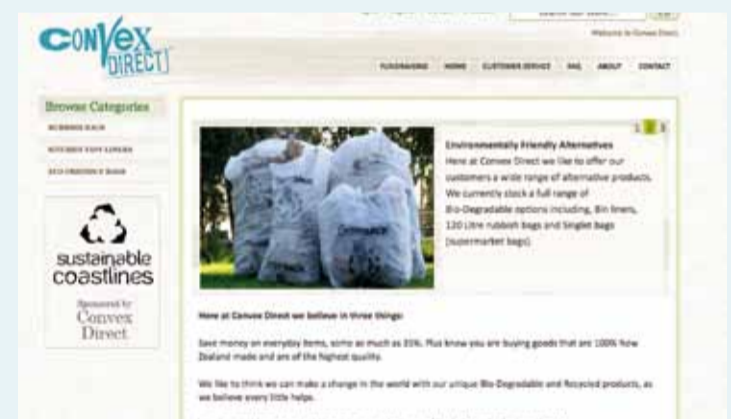 CONVEX
DIRECT
Welcome to Convex Direct
FUNDRAISING HOME CUSTOMER SERVICE FAQ ABOUT CONTACT
Browse Categories
RUBBISH BAGS
KITCHEN TIDY LINERS
ECO FRIENDLY BAGS
sustainable
coastlines
Sponsored by
Convex
Direct
1 2 3
Environmentally Friendly Alternatives
Here at Convex Direct we like to offer our
customers a wide range of alternative products.
We currently stock a full range of
Bio-Degradable options including, Bin liners,
120 Litre rubbish bags and Singlet bags
(supermarket bags).
Here at Convex Direct we believe in three things:
Save money on everyday items, some as much as 35%. Plus know you are buying goods that are 100% New
Zealand made and are of the highest quality.
We like to think we can make a change in the world with our unique Bio-Degradable and Recycled products, as
we believe every little helps.